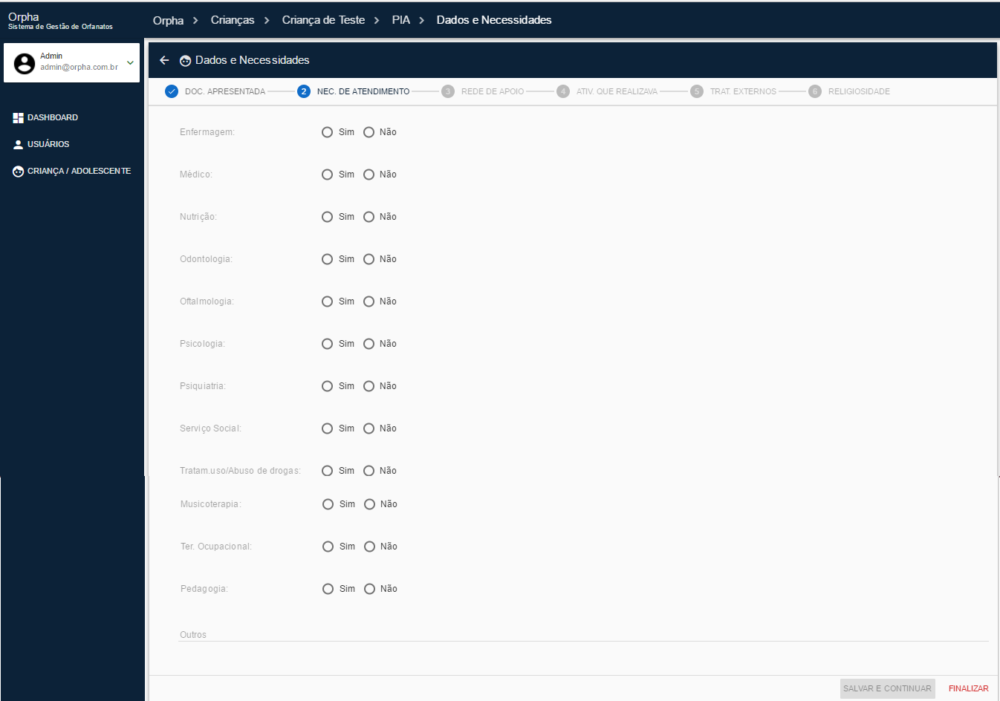 Orpha
Sistema de Gestão de Orfanatos
Orpha > Crianças > Criança de Teste > PIA > Dados e Necessidades
Admin
admin@orpha.com.br
DASHBOARD
USUÁRIOS
CRIANÇA / ADOLESCENTE
Dados e Necessidades
DOC. APRESENTADA 2 NEC. DE ATENDIMENTO 3 REDE DE APOIO 4 ATIV. QUE REALIZAVA 5 TRAT. EXTERNOS 6 RELIGIOSIDADE
Enfermagem: Sim Não
Médico: Sim Não
Nutrição: Sim Não
Odontologia: Sim Não
Oftalmologia: Sim Não
Psicologia: Sim Não
Psiquiatria: Sim Não
Serviço Social: Sim Não
Tratam.uso/Abuso de drogas: Sim Não
Musicoterapia: Sim Não
Ter. Ocupacional: Sim Não
Pedagogia: Sim Não
Outros
SALVAR E CONTINUAR FINALIZAR